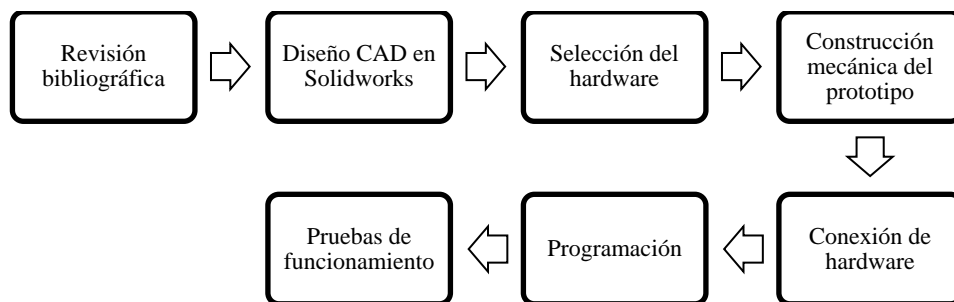 Revisión
bibliográfica
Diseño CAD en
Solidworks
Selección del
hardware
Construcción
mecánica del
prototipo
Conexión de
hardware
Programación
Pruebas de
funcionamiento